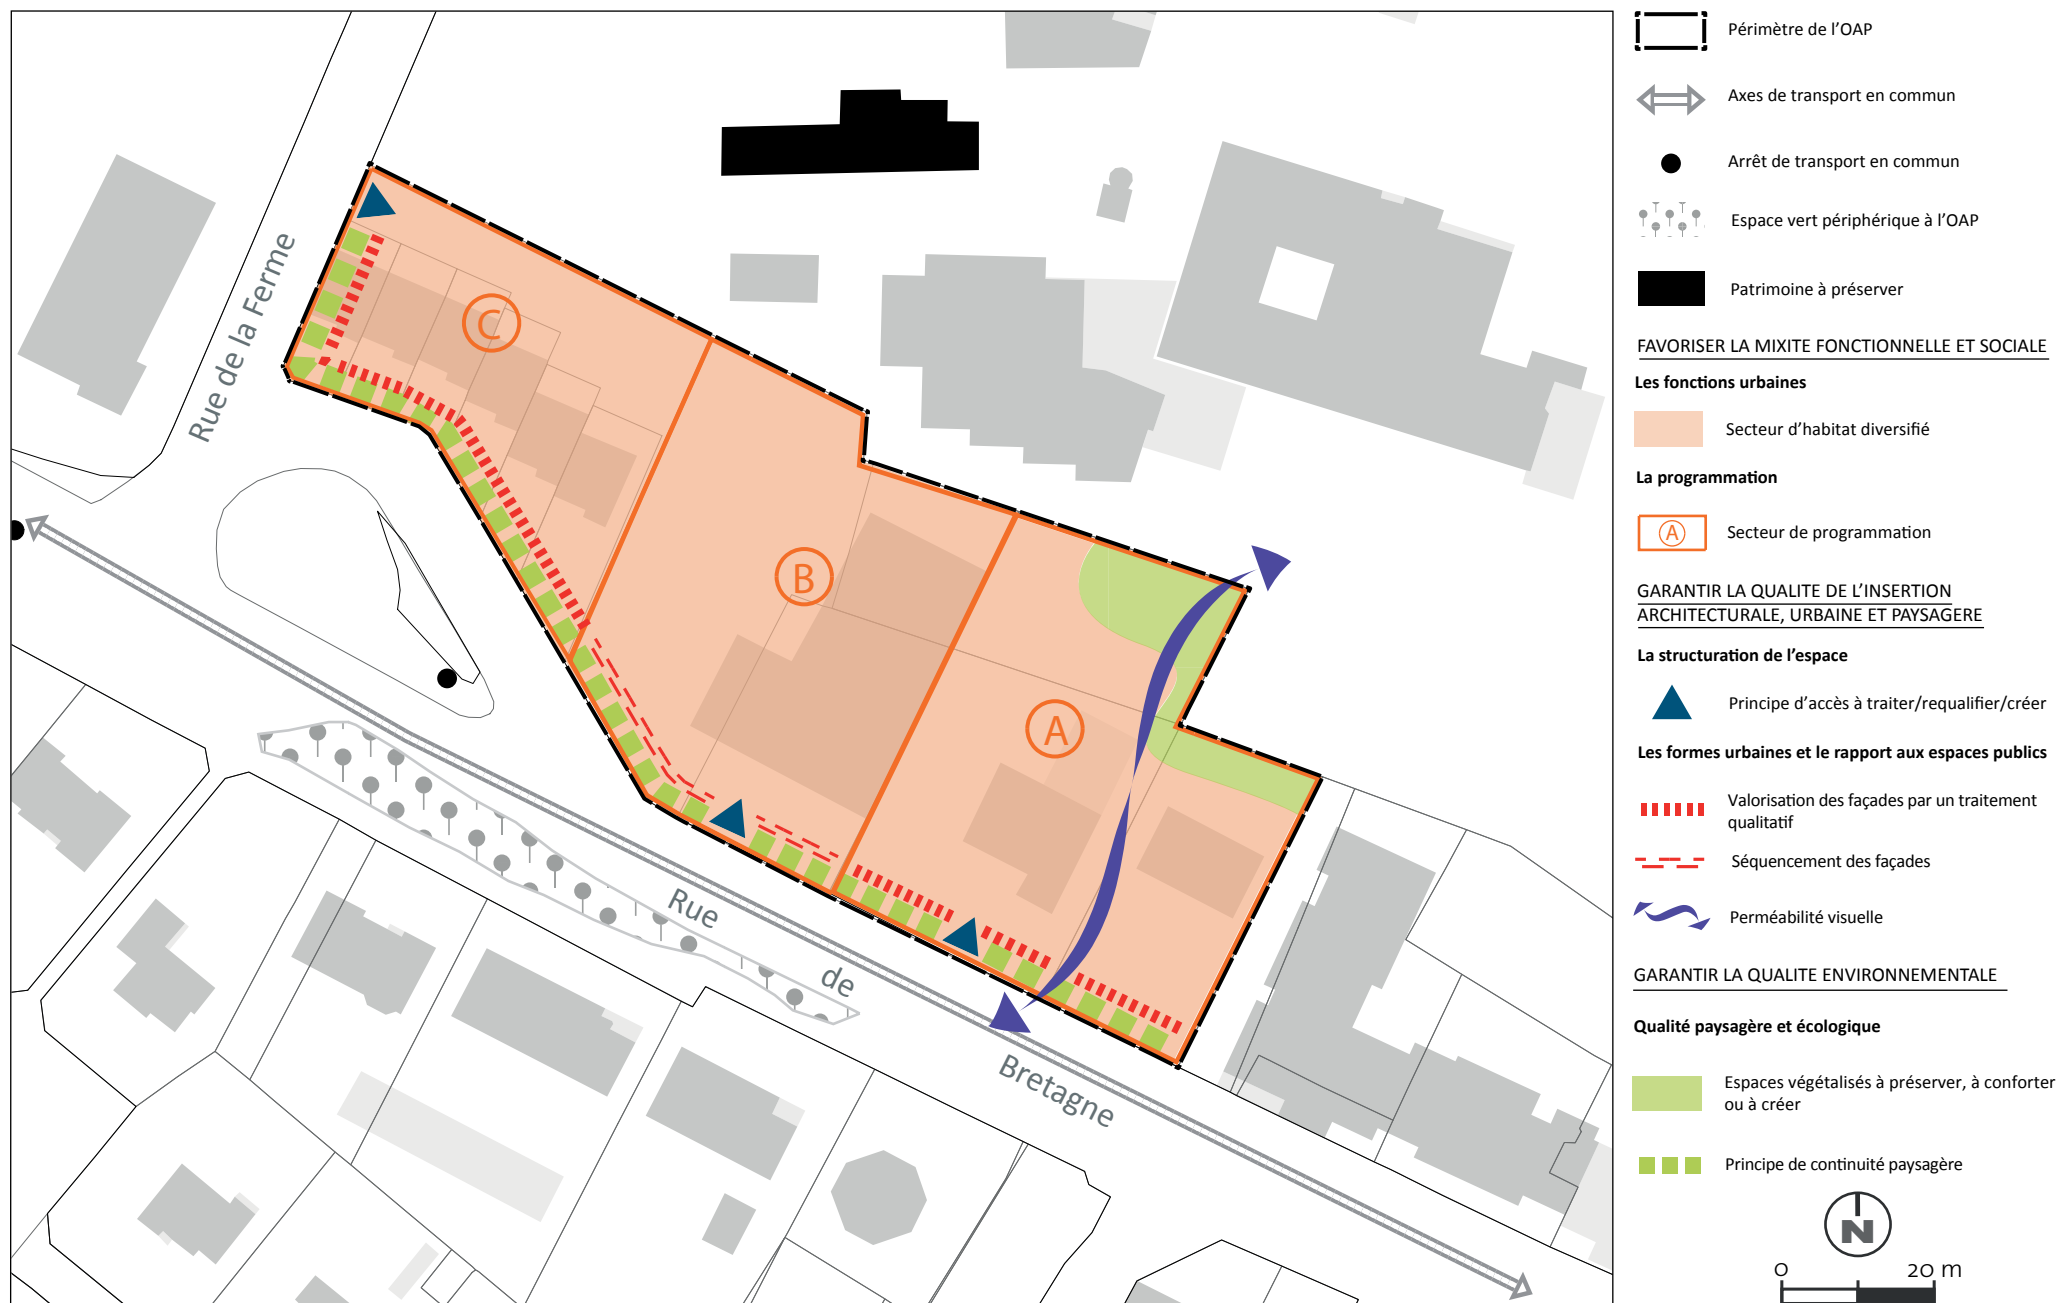 Rue de la Ferme
C
B
A
Rue
de
Bretagne
Périmètre de l'OAP
Axes de transport en commun
Arrêt de transport en commun
Espace vert périphérique à l'OAP
Patrimoine à préserver
FAVORISER LA MIXITE FONCTIONNELLE ET SOCIALE
Les fonctions urbaines
Secteur d'habitat diversifié
La programmation
A
Secteur de programmation
GARANTIR LA QUALITE DE L'INSERTION
ARCHITECTURALE, URBAINE ET PAYSAGERE
La structuration de l'espace
Principe d'accès à traiter/requalifier/créer
Les formes urbaines et le rapport aux espaces publics
Valorisation des façades par un traitement
qualitatif
Séquencement des façades
Perméabilité visuelle
GARANTIR LA QUALITE ENVIRONNEMENTALE
Qualité paysagère et écologique
Espaces végétalisés à préserver, à conforter
ou à créer
Principe de continuité paysagère
N
0 20 m